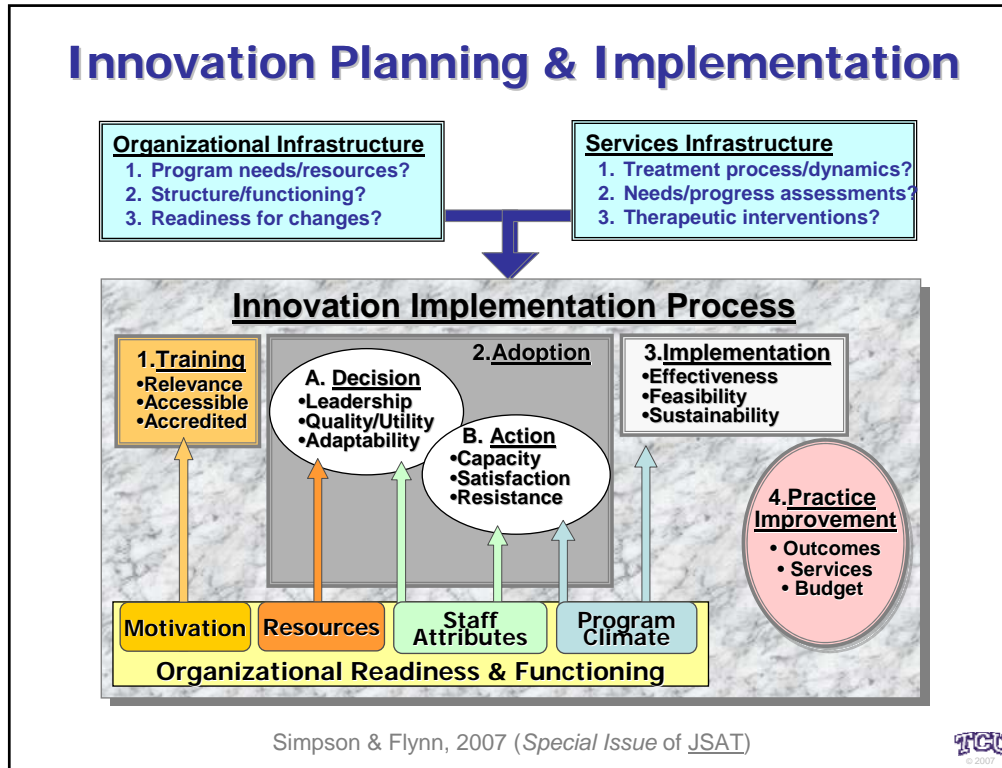 Innovation Planning & Implementation
Organizational Infrastructure
1. Program needs/resources?
2. Structure/functioning?
3. Readiness for changes?
Services Infrastructure
1. Treatment process/dynamics?
2. Needs/progress assessments?
3. Therapeutic interventions?
Innovation Implementation Process
1.Training
•Relevance
•Accessible
•Accredited
2.Adoption
A. Decision
•Leadership
•Quality/Utility
•Adaptability
B. Action
•Capacity
•Satisfaction
•Resistance
3.Implementation
•Effectiveness
•Feasibility
•Sustainability
4.Practice
Improvement
• Outcomes
• Services
• Budget
Motivation
Resources
Staff
Attributes
Program
Climate
Organizational Readiness & Functioning
Simpson & Flynn, 2007 (Special Issue of JSAT)
TCU
© 2007